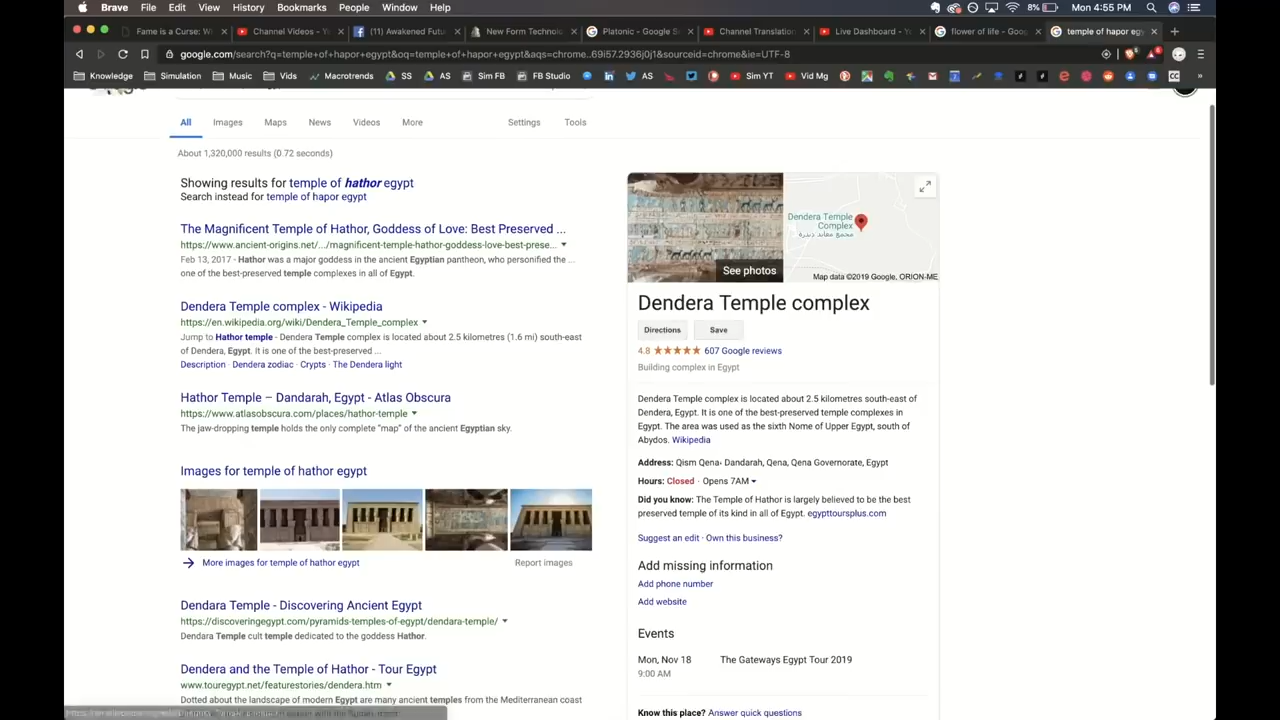 Brave File Edit View History Bookmarks People Window Help 8% Mon 4:55 PM
Fame is a Curse: W Channel Videos - Y (11) Awakened Futu New Form Technolo Platonic - Google S Channel Translation Live Dashboard - Yo flower of life - Goog temple of hapor egy
google.com/search?q=temple+of+hapor+egypt&oq=temple+of+hapor+egypt&aqs=chrome..69i57.2936j0j1&sourceid=chrome&ie=UTF-8
Knowledge Simulation Music Vids Macrotrends SS AS Sim FB FB Studio AS Sim YT Vid Mg
All Images Maps News Videos More Settings Tools
About 1,320,000 results (0.72 seconds)
Showing results for temple of hathor egypt
Search instead for temple of hapor egypt
The Magnificent Temple of Hathor, Goddess of Love: Best Preserved ...
https://www.ancient-origins.net/.../magnificent-temple-hathor-goddess-love-best-prese...
Feb 13, 2017 - Hathor was a major goddess in the ancient Egyptian pantheon, who personified the ...
one of the best-preserved temple complexes in all of Egypt.
Dendera Temple complex - Wikipedia
https://en.wikipedia.org/wiki/Dendera_Temple_complex
Jump to Hathor temple - Dendera Temple complex is located about 2.5 kilometres (1.6 mi) south-east
of Dendera, Egypt. It is one of the best-preserved ...
Description · Dendera zodiac · Crypts · The Dendera light
Hathor Temple – Dandarah, Egypt - Atlas Obscura
https://www.atlasobscura.com/places/hathor-temple
The jaw-dropping temple holds the only complete "map" of the ancient Egyptian sky.
Images for temple of hathor egypt
More images for temple of hathor egypt Report images
Dendara Temple - Discovering Ancient Egypt
https://discoveringegypt.com/pyramids-temples-of-egypt/dendara-temple/
Dendara Temple cult temple dedicated to the goddess Hathor.
Dendera and the Temple of Hathor - Tour Egypt
www.touregypt.net/featurestories/dendera.htm
Dotted about the landscape of modern Egypt are many ancient temples from the Mediterranean coast
See photos
Dendera Temple
Complex
مجمع معابد دندرة
Map data ©2019 Google, ORION-ME
Dendera Temple complex
Directions Save
4.8 607 Google reviews
Building complex in Egypt
Dendera Temple complex is located about 2.5 kilometres south-east of
Dendera, Egypt. It is one of the best-preserved temple complexes in
Egypt. The area was used as the sixth Nome of Upper Egypt, south of
Abydos. Wikipedia
Address: Qism Qena، Dandarah, Qena, Qena Governorate, Egypt
Hours: Closed · Opens 7AM
Did you know: The Temple of Hathor is largely believed to be the best
preserved temple of its kind in all of Egypt. egypttoursplus.com
Suggest an edit · Own this business?
Add missing information
Add phone number
Add website
Events
Mon, Nov 18 The Gateways Egypt Tour 2019
9:00 AM
Know this place? Answer quick questions